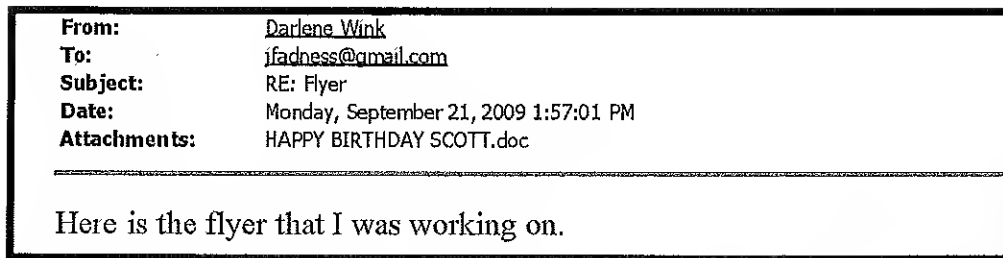 From: Darlene Wink
To: jfadness@gmail.com
Subject: RE: Flyer
Date: Monday, September 21, 2009 1:57:01 PM
Attachments: HAPPY BIRTHDAY SCOTT.doc
Here is the flyer that I was working on.